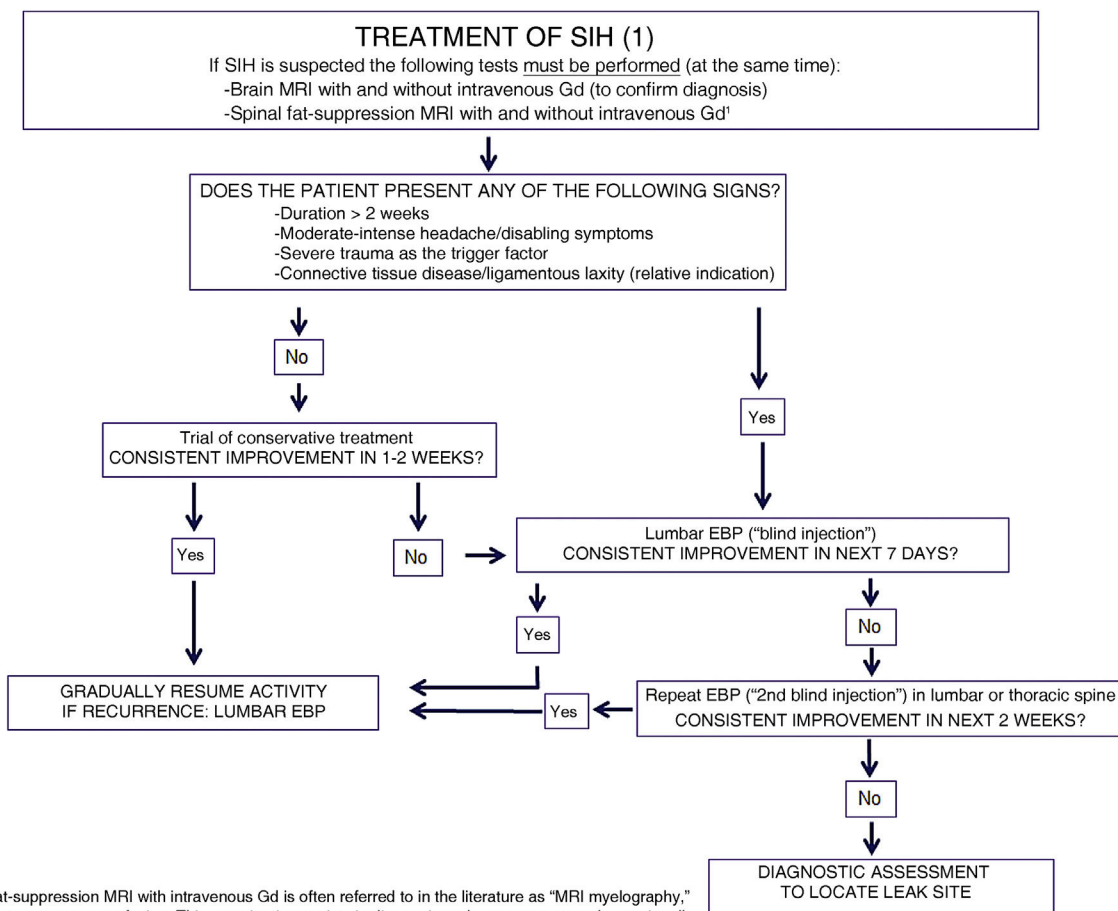 TREATMENT OF SIH (1)
If SIH is suspected the following tests must be performed (at the same time):
-Brain MRI with and without intravenous Gd (to confirm diagnosis)
-Spinal fat-suppression MRI with and without intravenous Gd¹
DOES THE PATIENT PRESENT ANY OF THE FOLLOWING SIGNS?
-Duration > 2 weeks
-Moderate-intense headache/disabling symptoms
-Severe trauma as the trigger factor
-Connective tissue disease/ligamentous laxity (relative indication)
No
Yes
Trial of conservative treatment
CONSISTENT IMPROVEMENT IN 1-2 WEEKS?
Yes
No
Lumbar EBP (“blind injection”)
CONSISTENT IMPROVEMENT IN NEXT 7 DAYS?
Yes
No
GRADUALLY RESUME ACTIVITY
IF RECURRENCE: LUMBAR EBP
Yes
Repeat EBP (“2nd blind injection”) in lumbar or thoracic spine
CONSISTENT IMPROVEMENT IN NEXT 2 WEEKS?
No
DIAGNOSTIC ASSESSMENT
TO LOCATE LEAK SITE
at-suppression MRI with intravenous Gd is often referred to in the literature as “MRI myelography,”